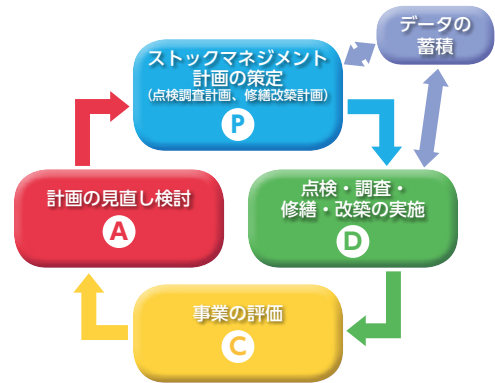 データの
蓄積
ストックマネジメント
計画の策定
（点検調査計画、修繕改築計画）
P
計画の見直し検討
A
点検・調査・
修繕・改築の実施
D
事業の評価
C